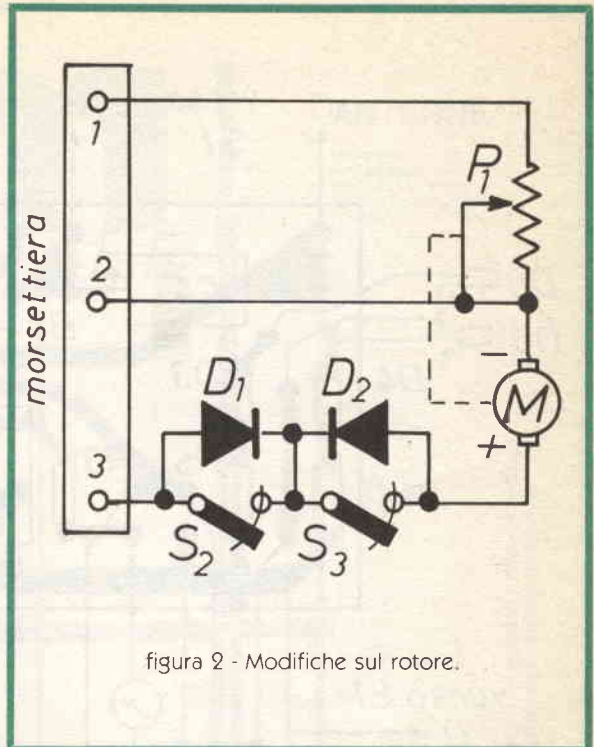 1
P1
2
morsettiera
D1
D2
-
M
+
3
S2
S3
figura 2 - Modifiche sul rotore.